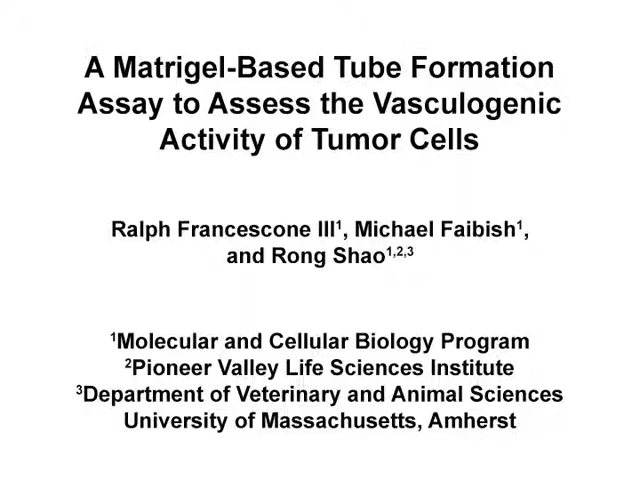 A Matrigel-Based Tube Formation
Assay to Assess the Vasculogenic
Activity of Tumor Cells
Ralph Francescone III¹, Michael Faibish¹,
and Rong Shao¹,²,³
¹Molecular and Cellular Biology Program
²Pioneer Valley Life Sciences Institute
³Department of Veterinary and Animal Sciences
University of Massachusetts, Amherst